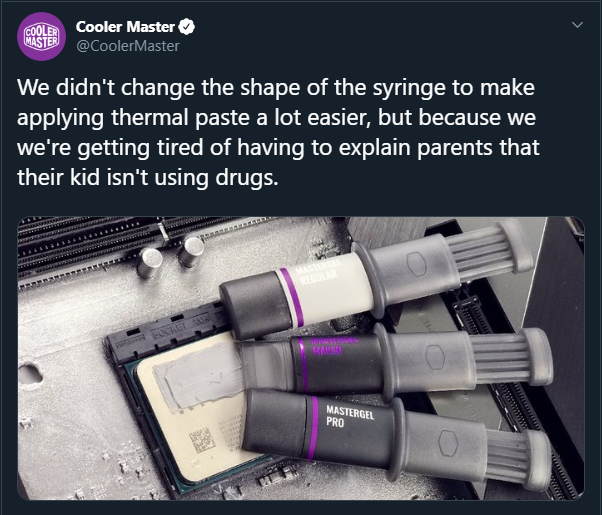 COOLER
MASTER
Cooler Master
@CoolerMaster
We didn't change the shape of the syringe to make
applying thermal paste a lot easier, but because we
we're getting tired of having to explain parents that
their kid isn't using drugs.
MASTERGEL
REGULAR
SOCKET AM4
MASTERGEL
MAKER
MASTERGEL
PRO